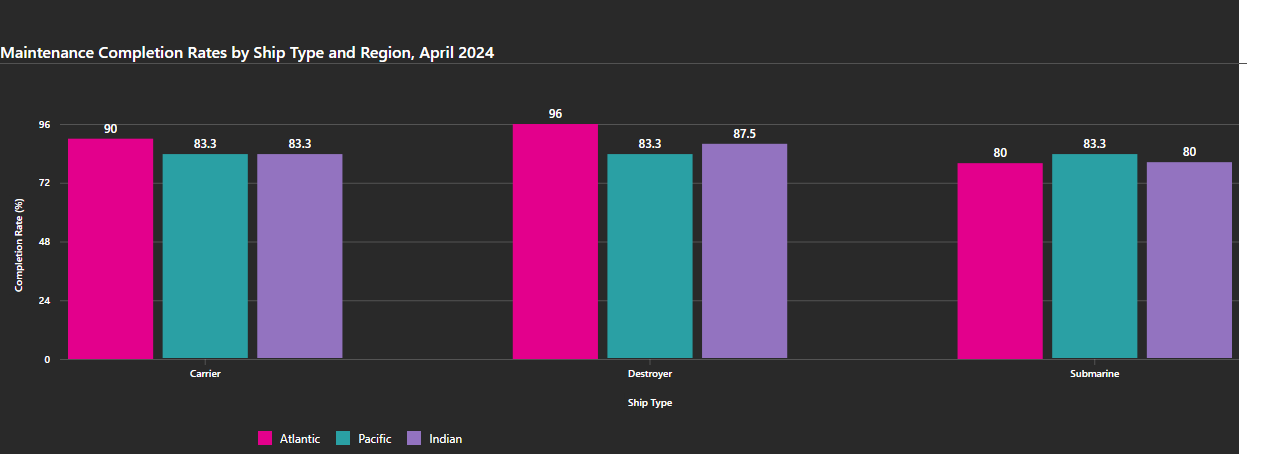 Maintenance Completion Rates by Ship Type and Region, April 2024
Completion Rate (%)
96
72
48
24
0
90
83.3
83.3
96
83.3
87.5
80
83.3
80
Carrier
Destroyer
Submarine
Ship Type
Atlantic
Pacific
Indian